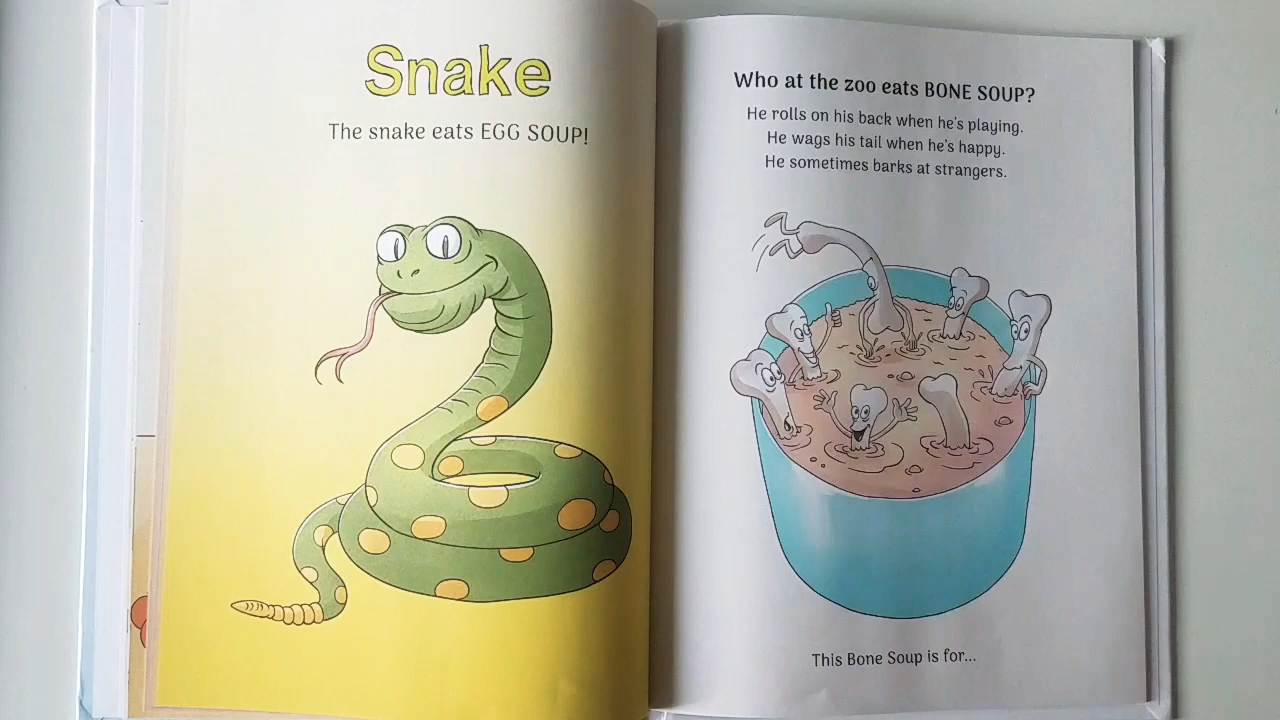 Snake
The snake eats EGG SOUP!
Who at the zoo eats BONE SOUP?
He rolls on his back when he's playing.
He wags his tail when he's happy.
He sometimes barks at strangers.
This Bone Soup is for...